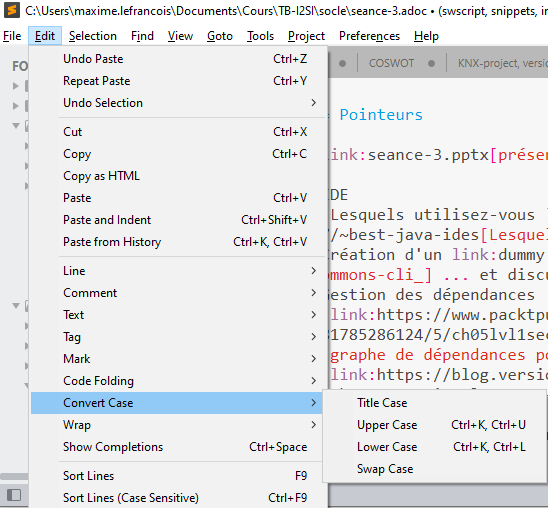 C:\Users\maxime.lefrancois\Documents\Cours\TB-I2SI\socle\seance-3.adoc • (swscript, snippets, in
File Edit Selection Find View Goto Tools Project Preferences Help
FO
COSWOT KNX-project, versio
Undo Paste Ctrl+Z
Repeat Paste Ctrl+Y
Undo Selection
Cut Ctrl+X
Copy Ctrl+C
Copy as HTML
Paste Ctrl+V
Paste and Indent Ctrl+Shift+V
Paste from History Ctrl+K, Ctrl+V
Line
Comment
Text
Tag
Mark
Code Folding
Convert Case
Wrap
Show Completions Ctrl+Space
Sort Lines F9
Sort Lines (Case Sensitive) Ctrl+F9
Title Case
Upper Case Ctrl+K, Ctrl+U
Lower Case Ctrl+K, Ctrl+L
Swap Case
Pointeurs
ink:seance-3.pptx[présen
DE
Lesquels utilisez-vous l
/~best-java-ides[Lesquel
réation d'un link:dummy
ommons-cli_] ... et discu
estion des dépendances
link:https://www.packtpu
81785286124/5/ch05lvl1sec
graphe de dépendances po
link:https://blog.versio